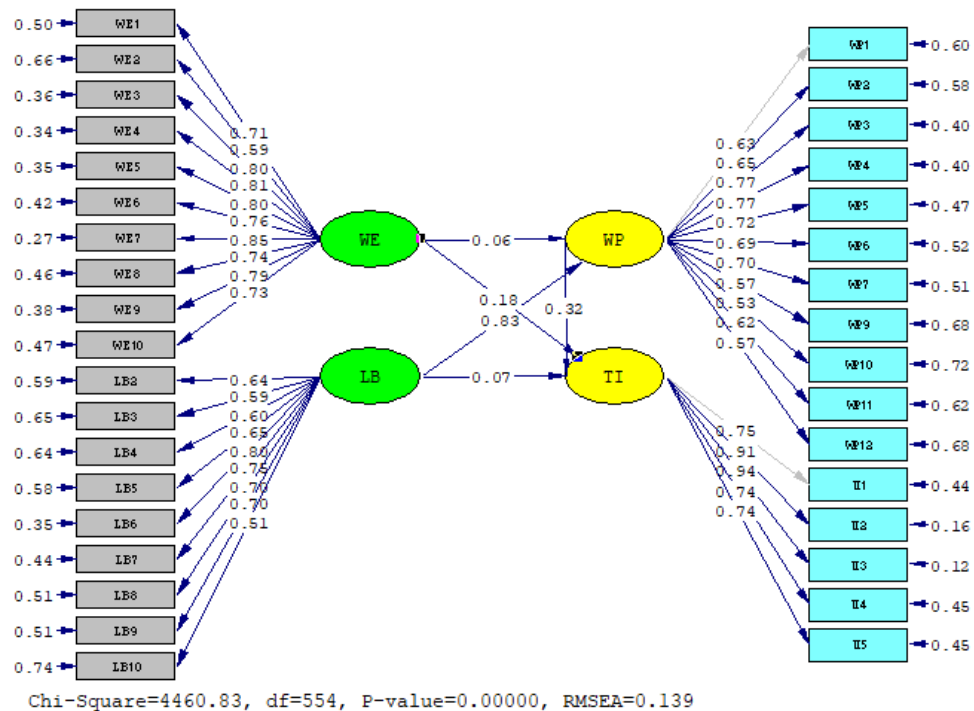 0.50 WE1
0.66 WE2
0.36 WE3
0.34 WE4
0.35 WE5
0.42 WE6
0.27 WE7
0.46 WE8
0.38 WE9
0.47 WE10
0.59 LB2
0.65 LB3
0.64 LB4
0.58 LB5
0.35 LB6
0.44 LB7
0.51 LB8
0.51 LB9
0.74 LB10
0.71
0.59
0.80
0.81
0.80
0.76
0.85
0.74
0.79
0.73
0.64
0.59
0.60
0.65
0.80
0.75
0.70
0.70
0.51
WE
LB
0.06
0.18
0.83
0.32
0.07
WP
TI
0.63
0.65
0.77
0.77
0.72
0.69
0.70
0.57
0.53
0.62
0.57
0.75
0.91
0.94
0.74
0.74
WP1 0.60
WP2 0.58
WP3 0.40
WP4 0.40
WP5 0.47
WP6 0.52
WP7 0.51
WP9 0.68
WP10 0.72
WP11 0.62
WP12 0.68
TI1 0.44
TI2 0.16
TI3 0.12
TI4 0.45
TI5 0.45
Chi-Square=4460.83, df=554, P-value=0.00000, RMSEA=0.139